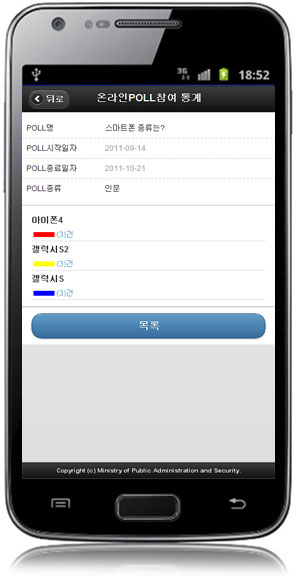 3G 18:52
뒤로 온라인POLL참여 통계
POLL명 스마트폰 종류는?
POLL시작일자 2011-09-14
POLL종료일자 2011-10-21
POLL종류 인문
아이폰4
(3)건
갤럭시S2
(3)건
갤럭시S
(3)건
목록
Copyright (c) Ministry of Public Administration and Security.